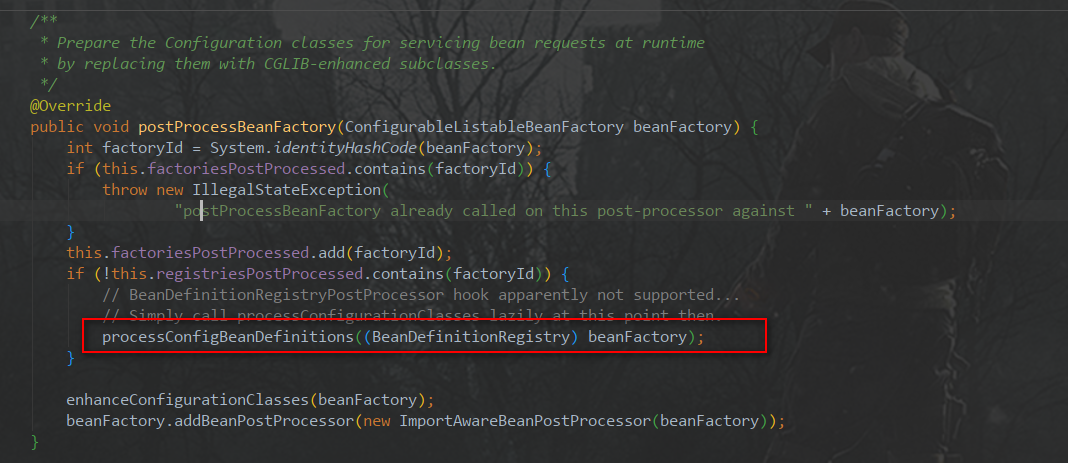 /**
 * Prepare the Configuration classes for servicing bean requests at runtime
 * by replacing them with CGLIB-enhanced subclasses.
 */
@Override
public void postProcessBeanFactory(ConfigurableListableBeanFactory beanFactory) {
    int factoryId = System.identityHashCode(beanFactory);
    if (this.factoriesPostProcessed.contains(factoryId)) {
        throw new IllegalStateException(
                "postProcessBeanFactory already called on this post-processor against " + beanFactory);
    }
    this.factoriesPostProcessed.add(factoryId);
    if (!this.registriesPostProcessed.contains(factoryId)) {
        // BeanDefinitionRegistryPostProcessor hook apparently not supported...
        // Simply call processConfigurationClasses lazily at this point then.
        processConfigBeanDefinitions((BeanDefinitionRegistry) beanFactory);
    }

    enhanceConfigurationClasses(beanFactory);
    beanFactory.addBeanPostProcessor(new ImportAwareBeanPostProcessor(beanFactory));
}